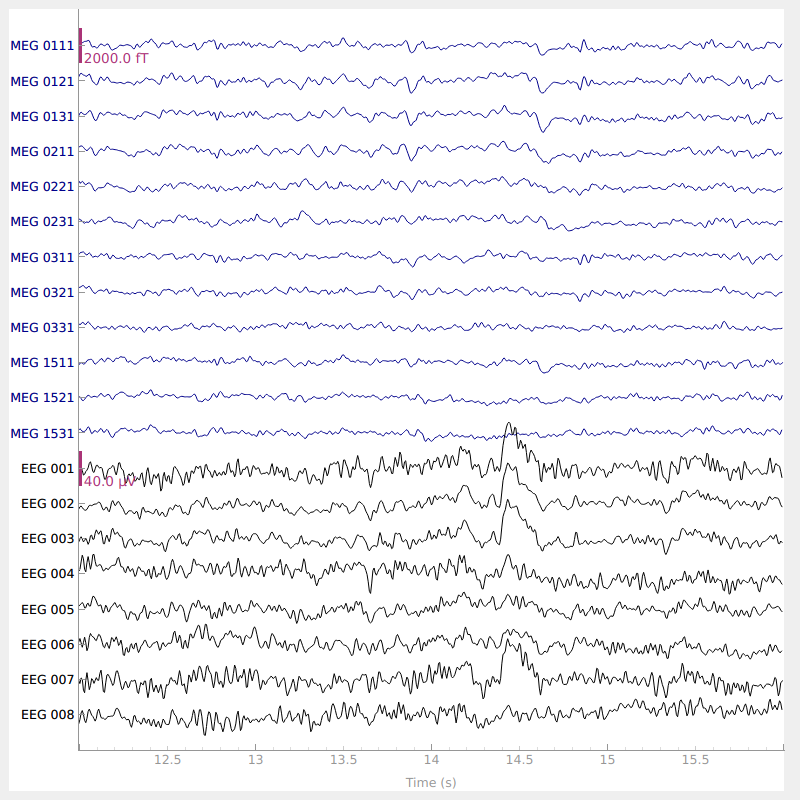 MEG 0111
2000.0 fT
MEG 0121
MEG 0131
MEG 0211
MEG 0221
MEG 0231
MEG 0311
MEG 0321
MEG 0331
MEG 1511
MEG 1521
MEG 1531
EEG 001
40.0 µV
EEG 002
EEG 003
EEG 004
EEG 005
EEG 006
EEG 007
EEG 008
12.5 13 13.5 14 14.5 15 15.5
Time (s)